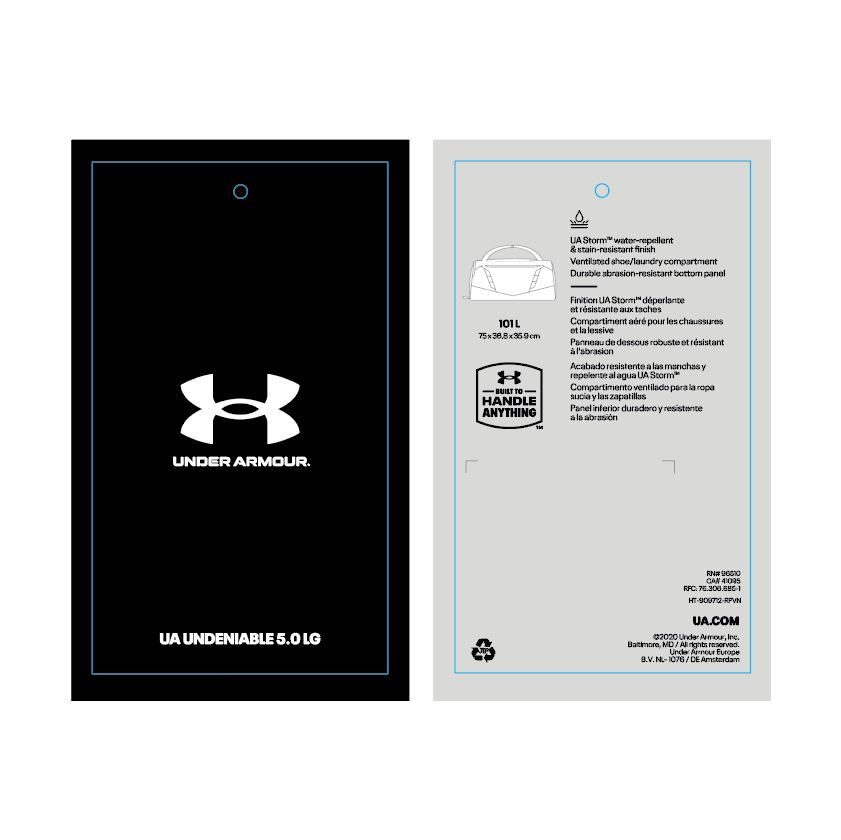 UNDER ARMOUR.
UA UNDENIABLE 5.0 LG
UA Storm™ water-repellent
& stain-resistant finish
Ventilated shoe/laundry compartment
Durable abrasion-resistant bottom panel
Finition UA Storm™ déperlante
et résistante aux taches
Compartiment aéré pour les chaussures
et la lessive
Panneau de dessous robuste et résistant
à l'abrasion
Acabado resistente a las manchas y
repelente al agua UA Storm™
Compartimento ventilado para la ropa
sucia y las zapatillas
Panel inferior duradero y resistente
a la abrasión
101 L
75 x 36.8 x 35.9 cm
BUILT TO
HANDLE
ANYTHING
™
RN# 96510
CA# 41095
RFC: 76.306.685-1
HT-909712-RPVN
UA.COM
©2020 Under Armour, Inc.
Baltimore, MD / All rights reserved.
Under Armour Europe
B.V. NL- 1076 / DE Amsterdam